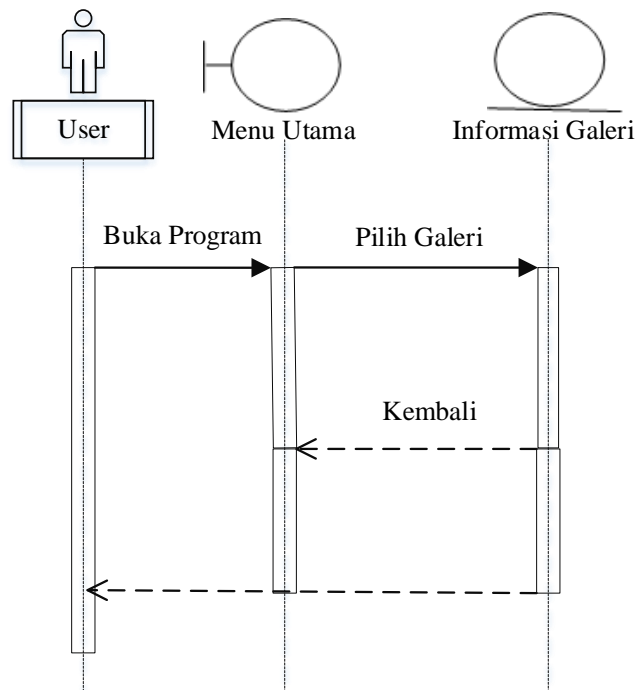 User
Menu Utama
Informasi Galeri
Buka Program
Pilih Galeri
Kembali